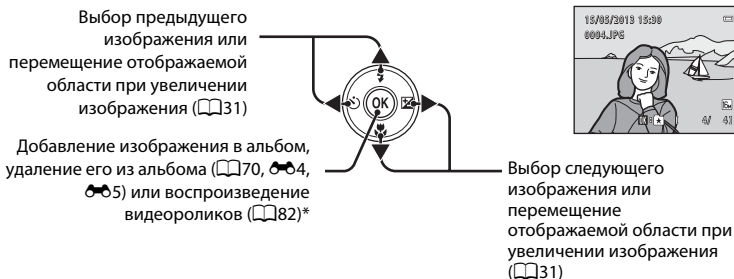 Выбор предыдущего
изображения или
перемещение отображаемой
области при увеличении
изображения (31)
Добавление изображения в альбом,
удаление его из альбома (70, 4,
5) или воспроизведение
видеороликов (82)*
OK
15/05/2013 15:30
0004.JPG
4/ 4
Выбор следующего
изображения или
перемещение
отображаемой области при
увеличении изображения
(31)